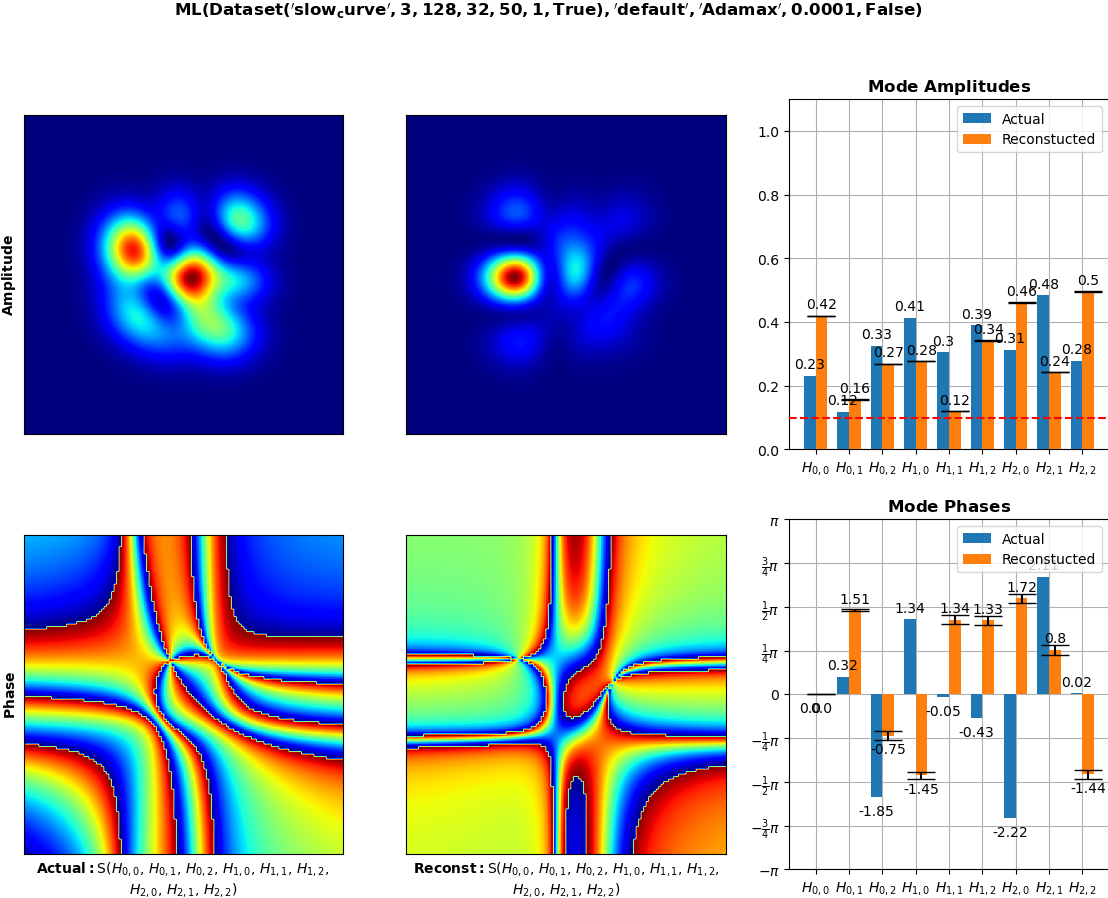 ML(Dataset('slow_curve', 3, 128, 32, 50, 1, True), 'default', 'Adamax', 0.0001, False)
Amplitude
Mode Amplitudes
Actual
Reconstucted
1.0
0.8
0.6
0.4
0.2
0.0
0.23 0.42 0.12 0.16 0.33 0.27 0.41 0.28 0.3 0.12 0.39 0.34 0.31 0.46 0.48 0.24 0.28 0.5
H0,0 H0,1 H0,2 H1,0 H1,1 H1,2 H2,0 H2,1 H2,2
Phase
Actual: S(H0,0, H0,1, H0,2, H1,0, H1,1, H1,2,
H2,0, H2,1, H2,2)
Reconst: S(H0,0, H0,1, H0,2, H1,0, H1,1, H1,2,
H2,0, H2,1, H2,2)
Mode Phases
Actual
Reconstucted
π
3/4π
1/2π
1/4π
0
−1/4π
−1/2π
−3/4π
−π
0.0 0.0 0.32 1.51 -1.85 -0.75 1.34 -1.45 -0.05 1.34 -0.43 1.33 -2.22 1.72 2.11 0.8 0.02 -1.44
H0,0 H0,1 H0,2 H1,0 H1,1 H1,2 H2,0 H2,1 H2,2